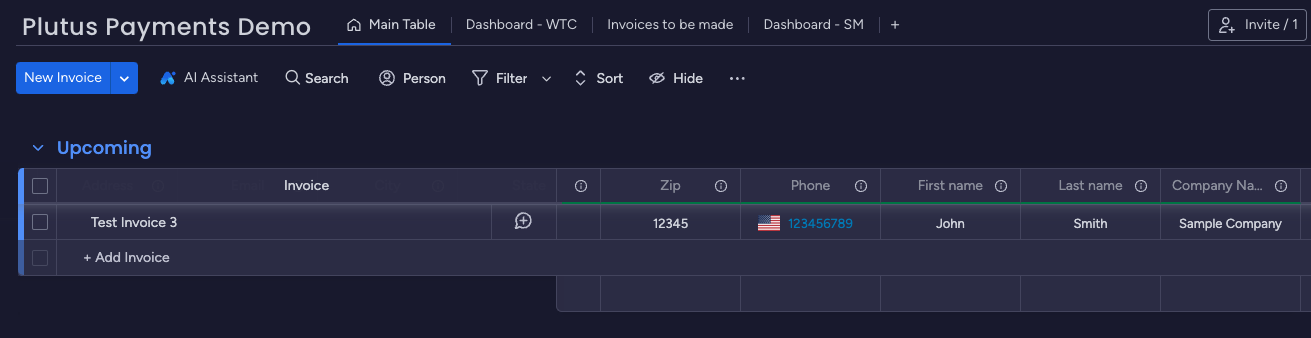 Plutus Payments Demo Main Table Dashboard - WTC Invoices to be made Dashboard - SM + Invite / 1
New Invoice AI Assistant Search Person Filter Sort Hide
Upcoming
Invoice Zip Phone First name Last name Company Na...
Test Invoice 3 12345 123456789 John Smith Sample Company
+ Add Invoice